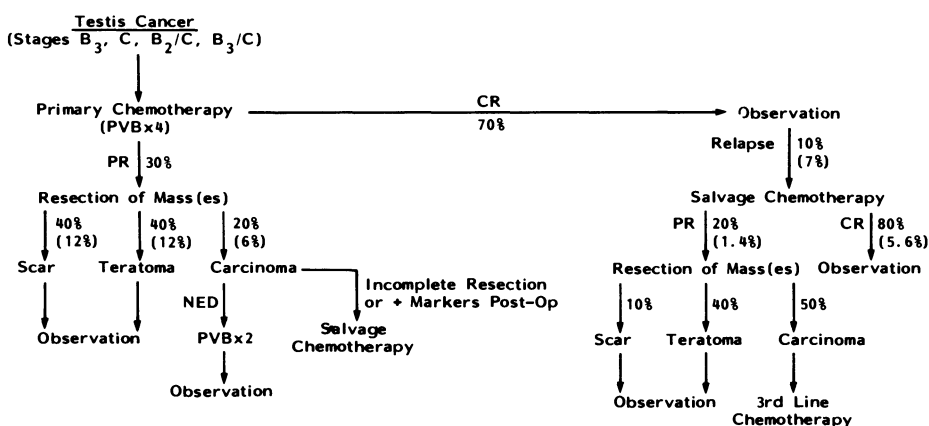 Testis Cancer
(Stages B3, C, B2/C, B3/C)
Primary Chemotherapy
(PVBx4)
CR
70%
Observation
PR 30%
Relapse 10%
(7%)
Resection of Mass(es)
Salvage Chemotherapy
40%
(12%)
40%
(12%)
20%
(6%)
PR 20%
(1.4%)
CR 80%
(5.6%)
Scar
Teratoma
Carcinoma
Resection of Mass(es)
Observation
Incomplete Resection
or + Markers Post-Op
NED
10%
40%
50%
Observation
PVBx2
Salvage
Chemotherapy
Scar
Teratoma
Carcinoma
Observation
Observation
3rd Line
Chemotherapy